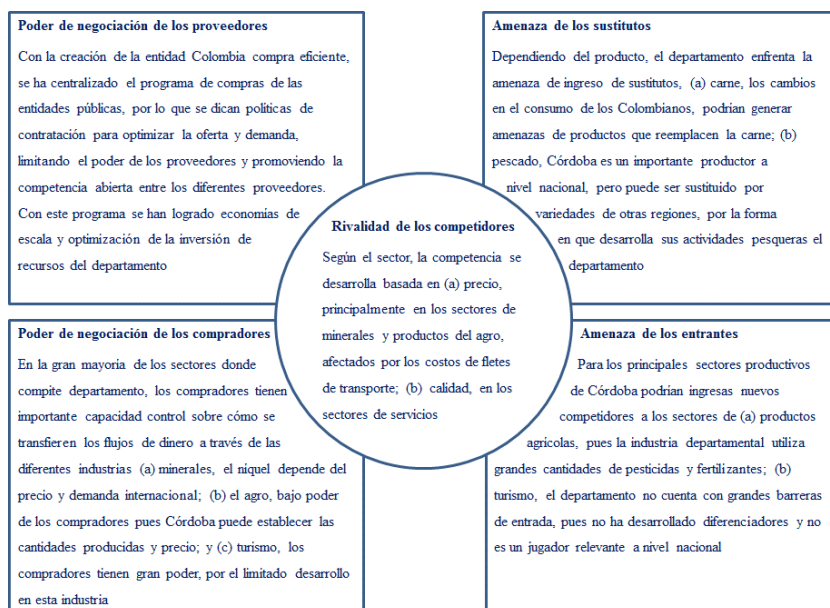 Poder de negociación de los proveedores
Con la creación de la entidad Colombia compra eficiente,
se ha centralizado el programa de compras de las
entidades públicas, por lo que se dican políticas de
contratación para optimizar la oferta y demanda,
limitando el poder de los proveedores y promoviendo la
competencia abierta entre los diferentes proveedores.
Con este programa se han logrado economías de
escala y optimización de la inversión de
recursos del departamento
Amenaza de los sustitutos
Dependiendo del producto, el departamento enfrenta la
amenaza de ingreso de sustitutos, (a) carne, los cambios
en el consumo de los Colombianos, podrían generar
amenazas de productos que reemplacen la carne; (b)
pescado, Córdoba es un importante productor a
nivel nacional, pero puede ser sustituido por
variedades de otras regiones, por la forma
en que desarrolla sus actividades pesqueras el
departamento
Rivalidad de los competidores
Según el sector, la competencia se
desarrolla basada en (a) precio,
principalmente en los sectores de
minerales y productos del agro,
afectados por los costos de fletes
de transporte; (b) calidad, en los
sectores de servicios
Poder de negociación de los compradores
En la gran mayoría de los sectores donde
compite departamento, los compradores tienen
importante capacidad control sobre cómo se
transfieren los flujos de dinero a través de las
diferentes industrias (a) minerales, el níquel depende del
precio y demanda internacional; (b) el agro, bajo poder
de los compradores pues Córdoba puede establecer las
cantidades producidas y precio; y (c) turismo, los
compradores tienen gran poder, por el limitado desarrollo
en esta industria
Amenaza de los entrantes
Para los principales sectores productivos
de Córdoba podrían ingresas nuevos
competidores a los sectores de (a) productos
agrícolas, pues la industria departamental utiliza
grandes cantidades de pesticidas y fertilizantes; (b)
turismo, el departamento no cuenta con grandes barreras
de entrada, pues no ha desarrollado diferenciadores y no
es un jugador relevante a nivel nacional